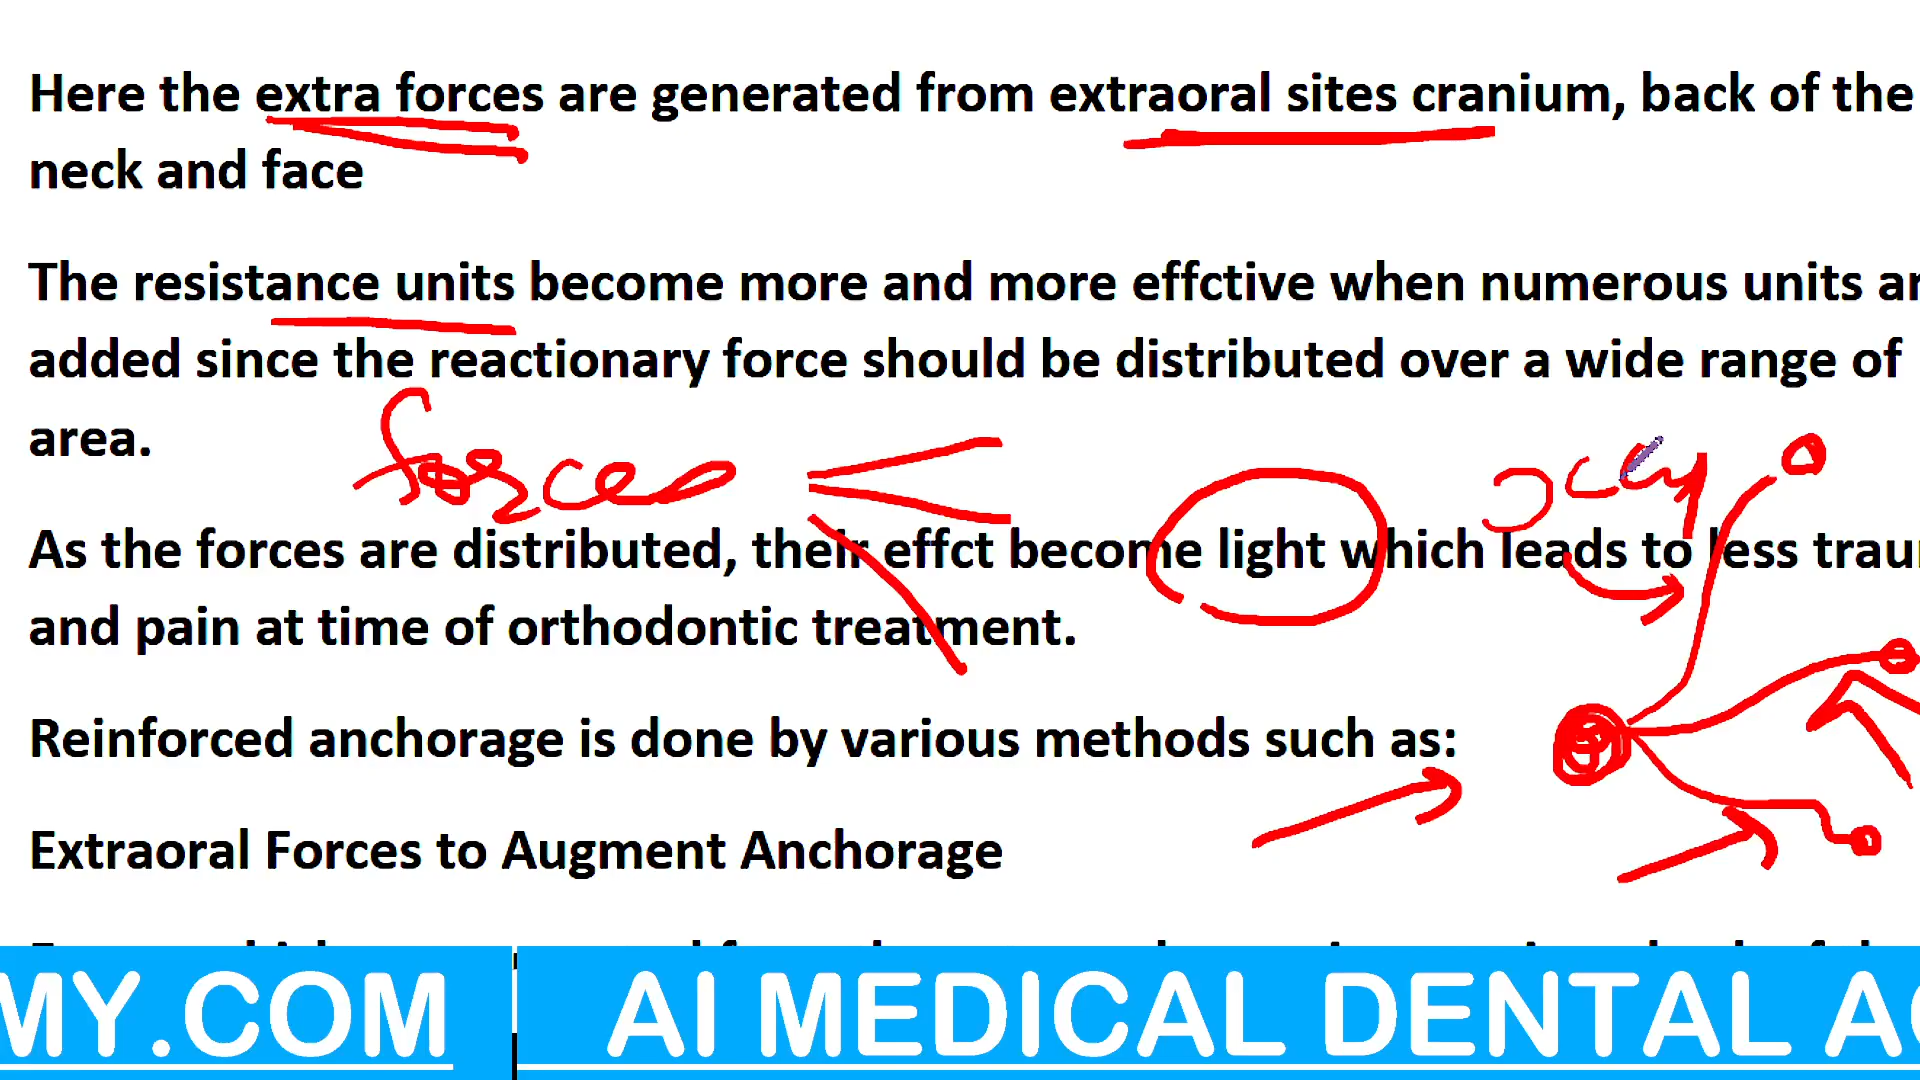 Here the extra forces are generated from extraoral sites cranium, back of the
neck and face
The resistance units become more and more effctive when numerous units
added since the reactionary force should be distributed over a wide range of
area.
forces
As the forces are distributed, their effct become light which leads to less
and pain at time of orthodontic treatment.
Reinforced anchorage is done by various methods such as:
Extraoral Forces to Augment Anchorage
MY.COM AI MEDICAL DENTAL